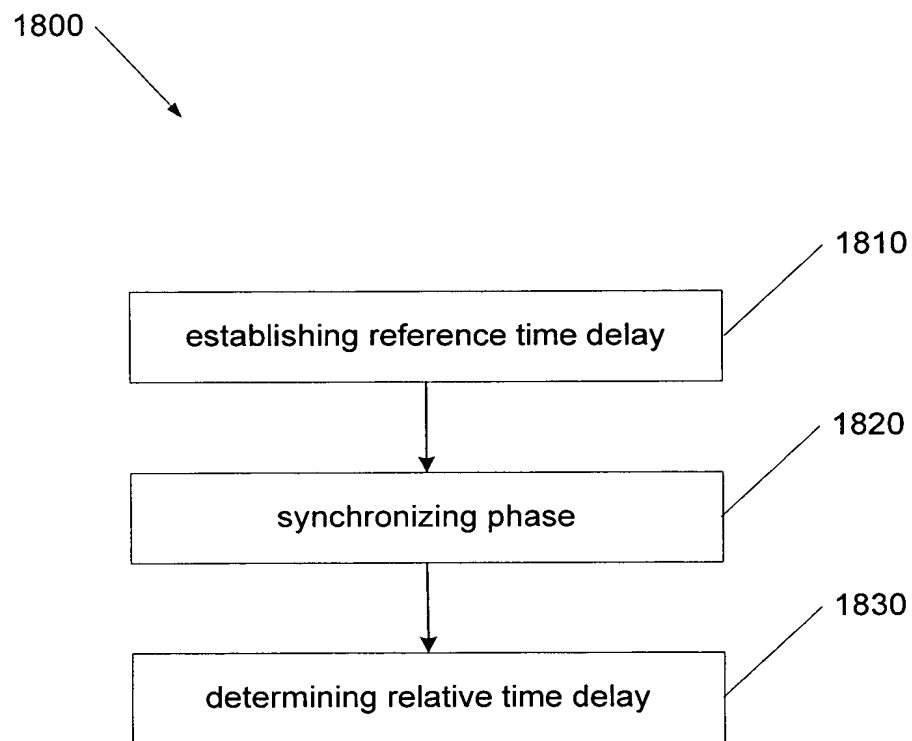 1800
1810
establishing reference time delay
1820
synchronizing phase
1830
determining relative time delay